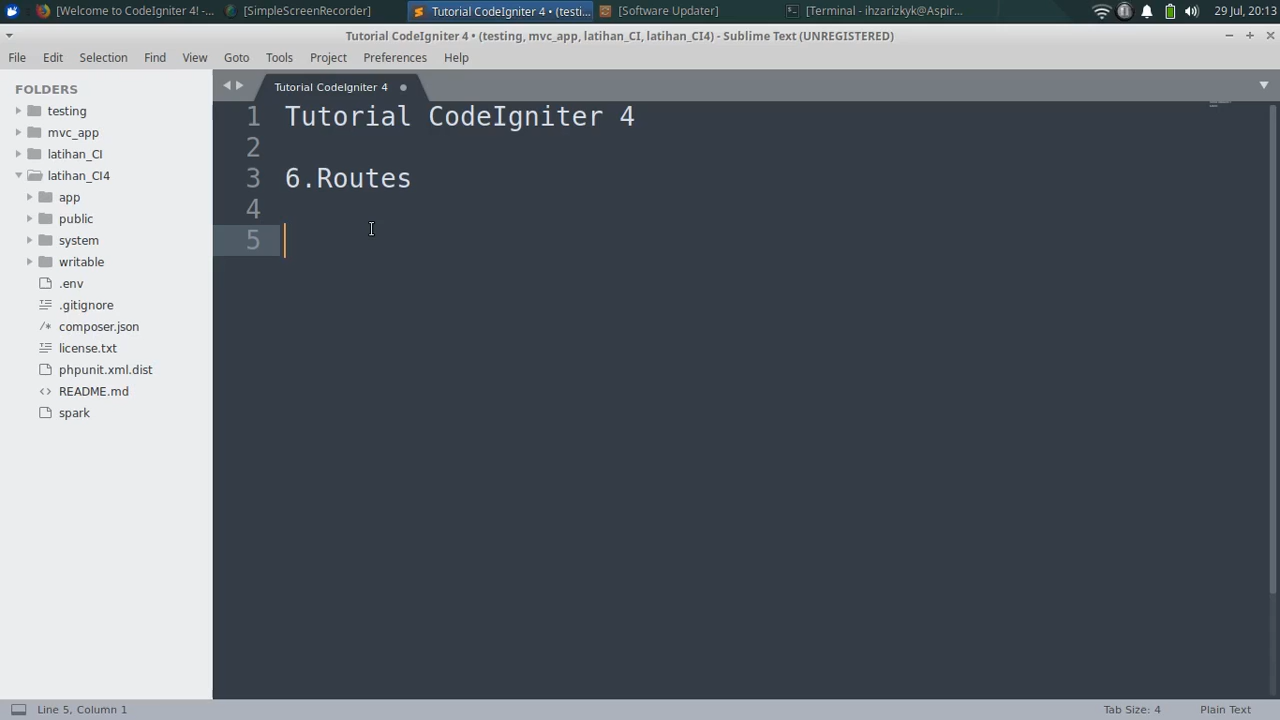 [Welcome to CodeIgniter 4! -...
[SimpleScreenRecorder]
Tutorial CodeIgniter 4 • (testi...
[Software Updater]
[Terminal - ihzarizkyk@Aspir...
29 Jul, 20:13
Tutorial CodeIgniter 4 • (testing, mvc_app, latihan_CI, latihan_CI4) - Sublime Text (UNREGISTERED)
File Edit Selection View Goto Tools Project Preferences Help
FOLDERS
testing
mvc_app
latihan_CI
latihan_CI4
app
public
system
writable
.env
.gitignore
composer.json
license.txt
phpunit.xml.dist
README.md
spark
Tutorial CodeIgniter 4
1 Tutorial CodeIgniter 4
2
3 6.Routes
4
5
Line 5, Column 1
Tab Size: 4
Plain Text